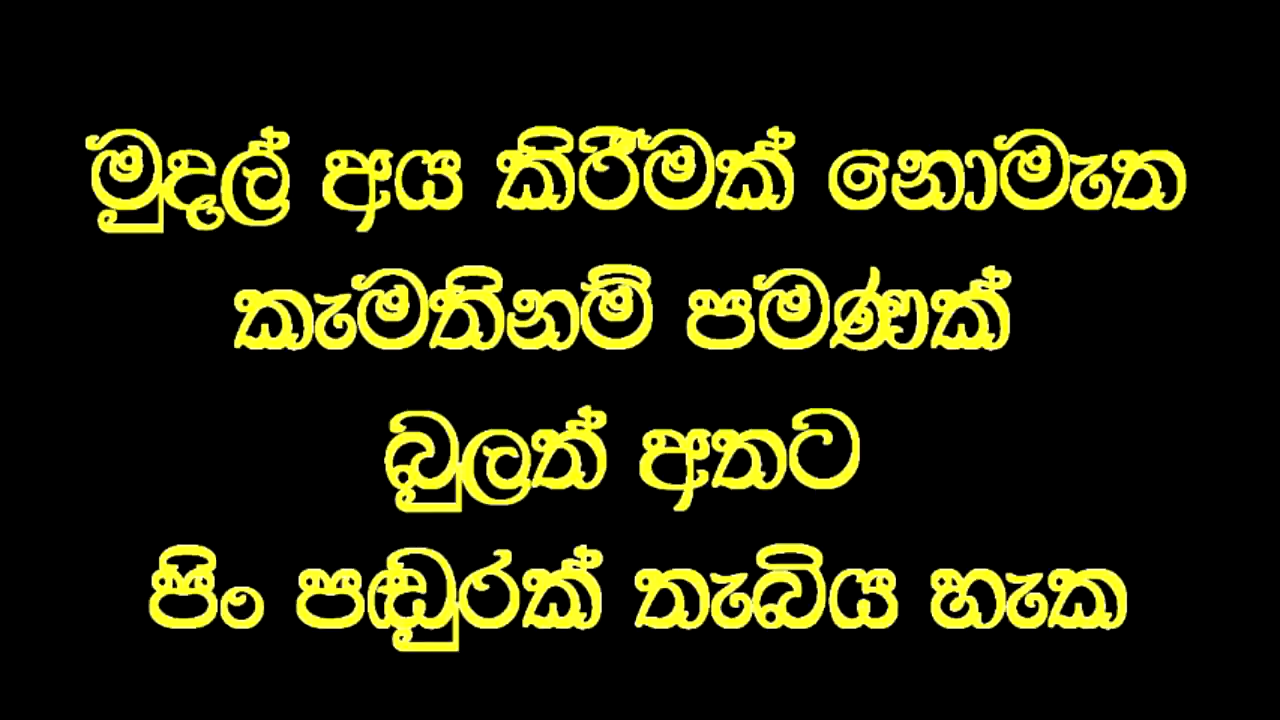 මුදල් අය කිරීමක් නොමැත
කැමතිනම් පමණක්
බුලත් අතට
පිං පඬුරක් තැබිය හැක